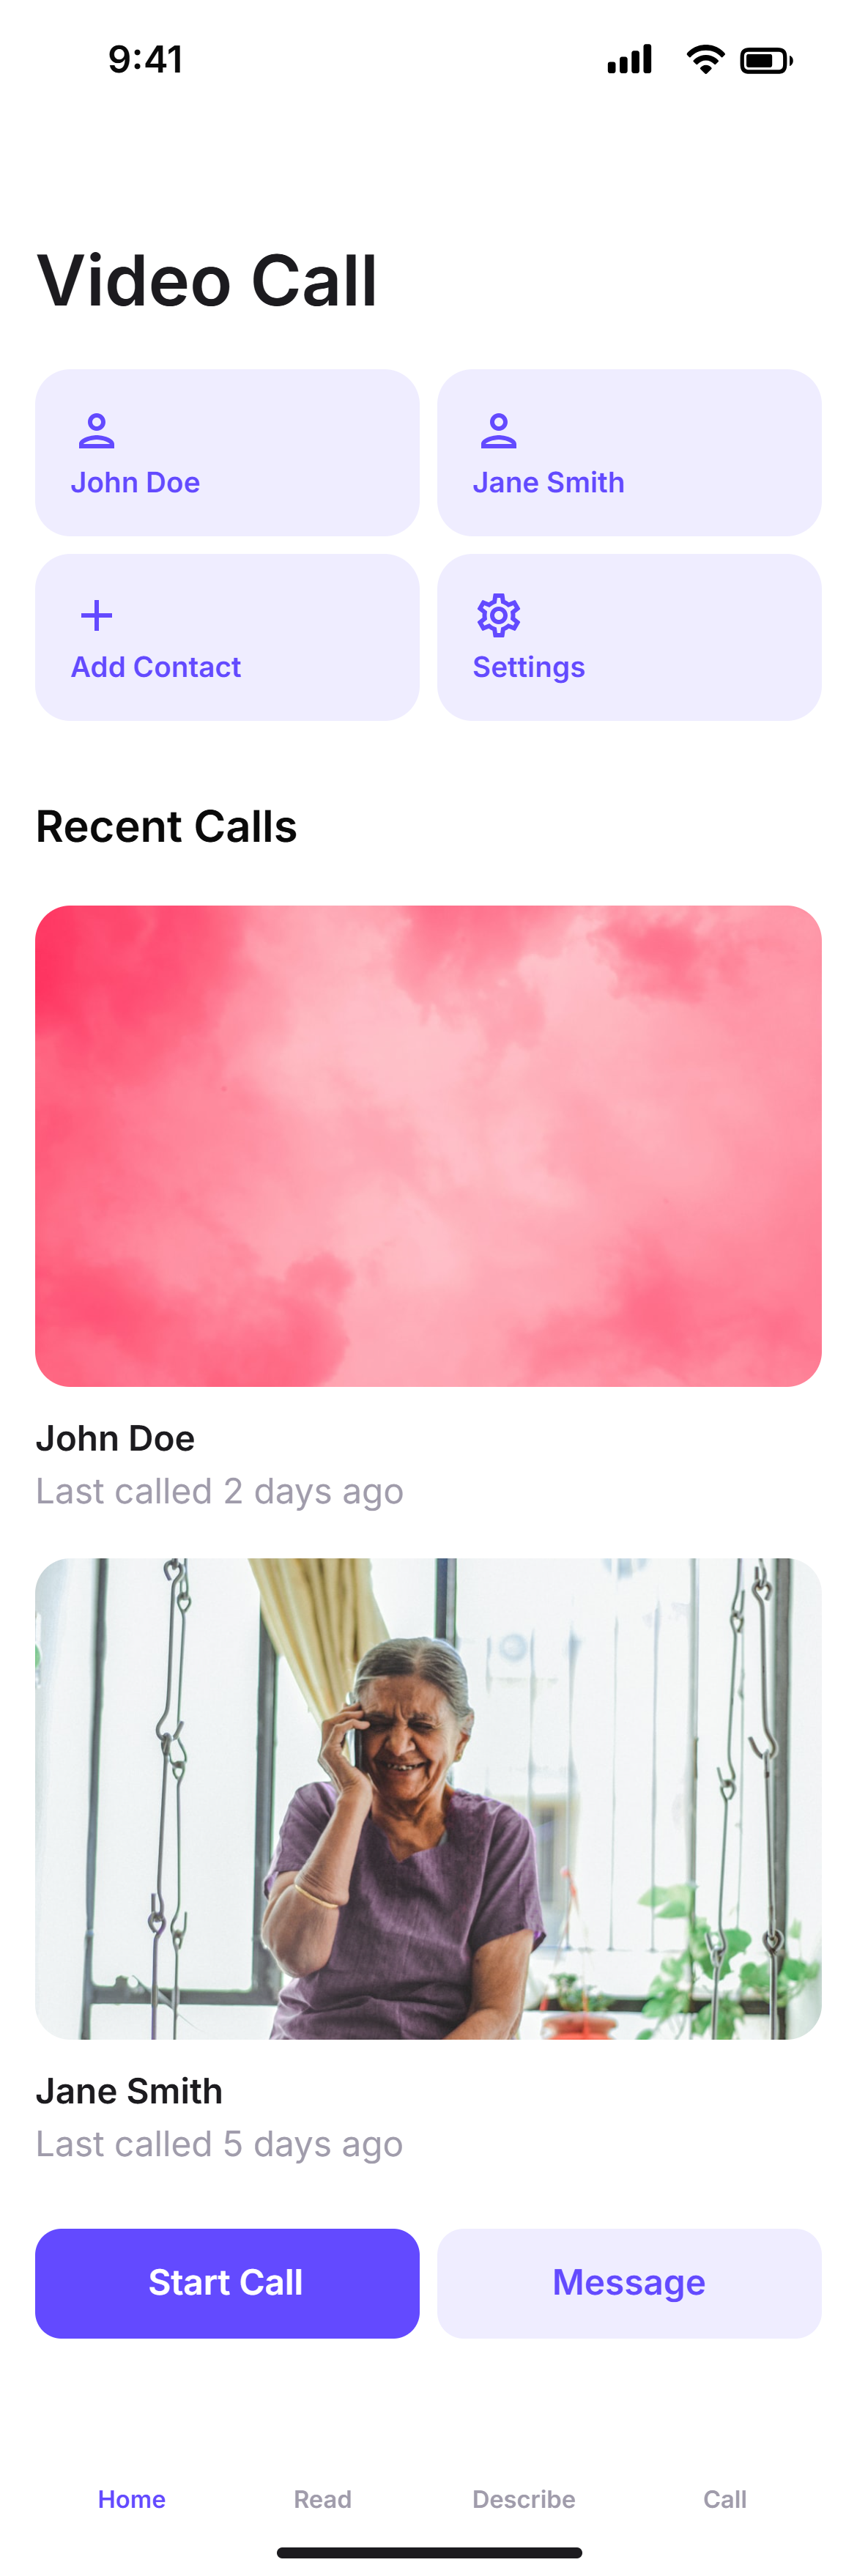 9:41
Video Call
John Doe
Jane Smith
Add Contact
Settings
Recent Calls
John Doe
Last called 2 days ago
Jane Smith
Last called 5 days ago
Start Call
Message
Home
Read
Describe
Call